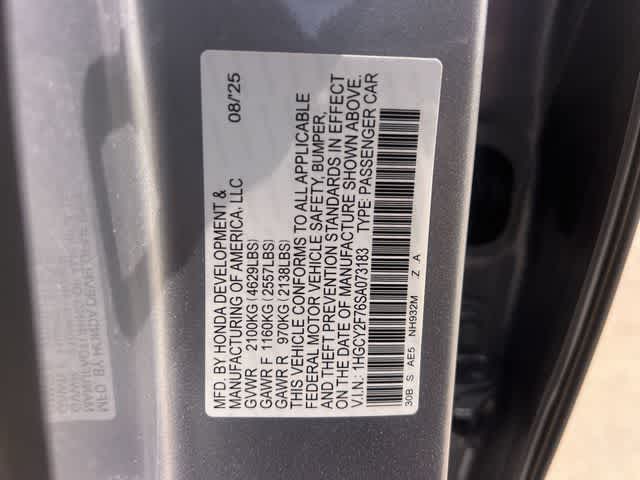 MFD. BY HONDA DEVELOPMENT & 08/'25
MANUFACTURING OF AMERICA, LLC
GVWR 2100KG(4629LBS)
GAWR F 1160KG(2557LBS)
GAWR R 970KG(2138LBS)
THIS VEHICLE CONFORMS TO ALL APPLICABLE
FEDERAL MOTOR VEHICLE SAFETY, BUMPER,
AND THEFT PREVENTION STANDARDS IN EFFECT
ON THE DATE OF MANUFACTURE SHOWN ABOVE.
V.I.N.: 1HGCY2F76SA073183 TYPE: PASSENGER CAR
30B S AE5 NH932M Z A